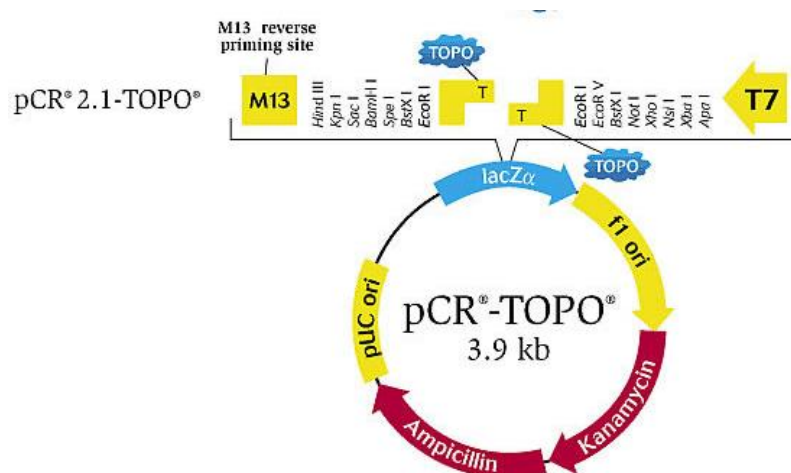 M13 reverse
priming site
pCR® 2.1-TOPO®
M13
Hind III
Kpn I
Sac I
BamH I
Spe I
BstX I
EcoR I
TOPO
T
T
TOPO
EcoR I
EcoR V
BstX I
Not I
Xho I
Nsi I
Xba I
Apa I
T7
lacZα
f1 ori
pUC ori
pCR®-TOPO®
3.9 kb
Kanamycin
Ampicillin